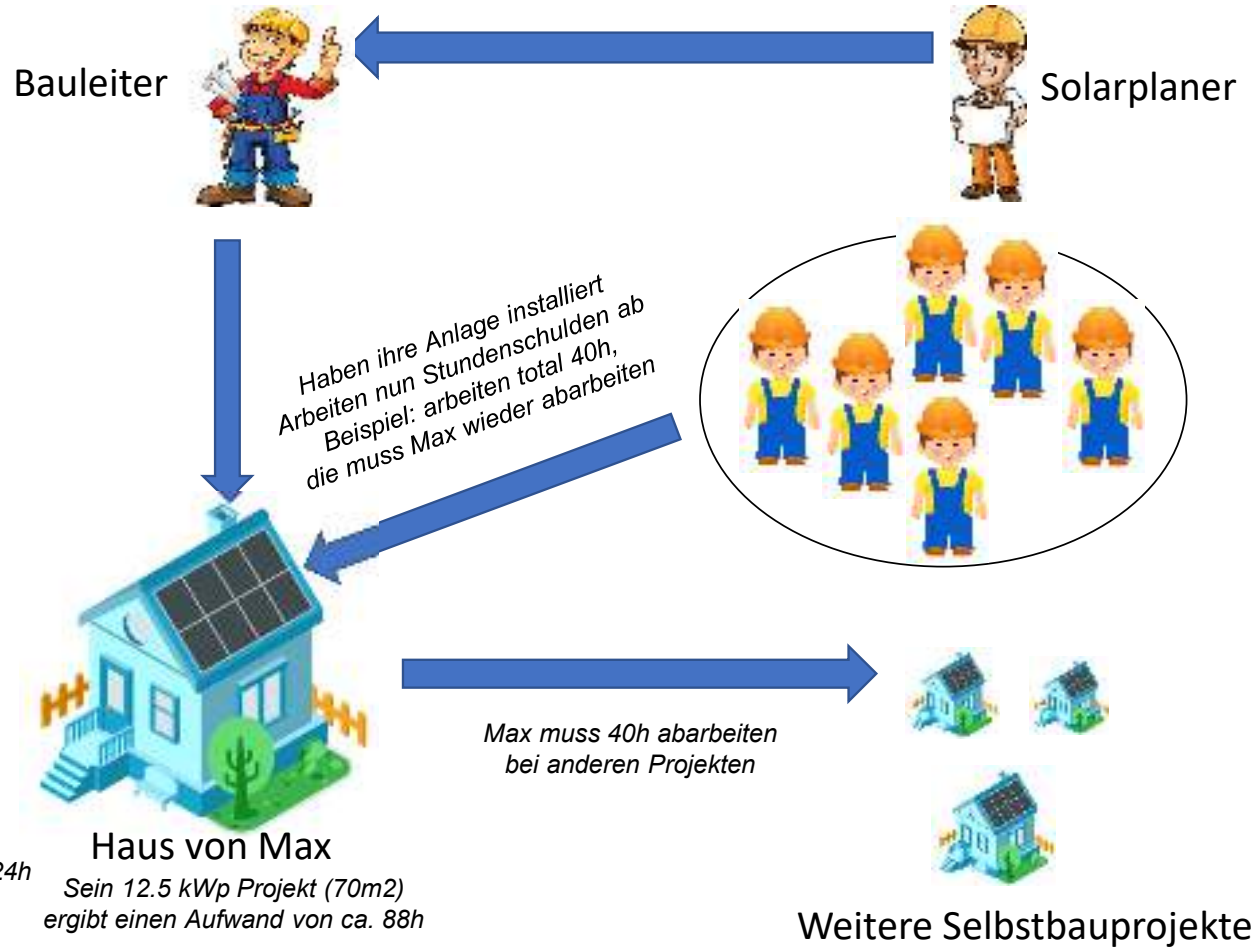 Bauleiter
Solarplaner
Haben ihre Anlage installiert
Arbeiten nun Stundenschulden ab
Beispiel: arbeiten total 40h,
die muss Max wieder abarbeiten
Max muss 40h abarbeiten
bei anderen Projekten
Haus von Max
24h
Sein 12.5 kWp Projekt (70m2)
ergibt einen Aufwand von ca. 88h
Weitere Selbstbauprojekte